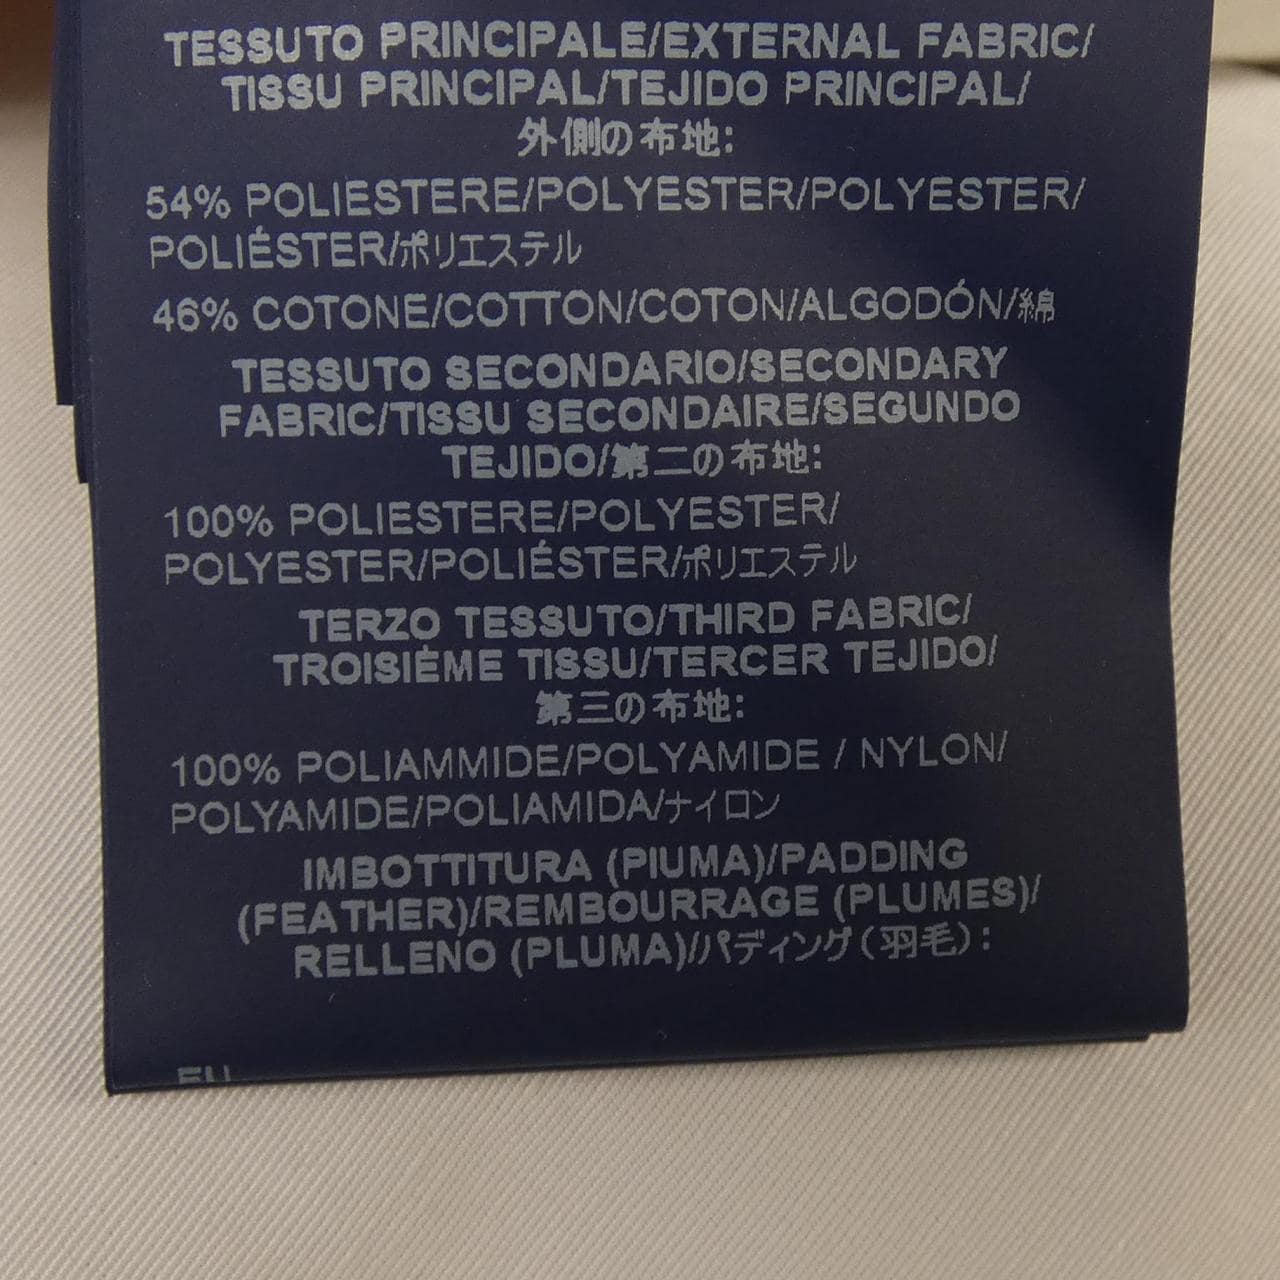 TESSUTO PRINCIPALE/EXTERNAL FABRIC/
TISSU PRINCIPAL/TEJIDO PRINCIPAL/
外側の布地:
54% POLIESTERE/POLYESTER/POLYESTER/
POLIÉSTER/ポリエステル
46% COTONE/COTTON/COTON/ALGODÓN/綿
TESSUTO SECONDARIO/SECONDARY
FABRIC/TISSU SECONDAIRE/SEGUNDO
TEJIDO/第二の布地:
100% POLIESTERE/POLYESTER/
POLYESTER/POLIÉSTER/ポリエステル
TERZO TESSUTO/THIRD FABRIC/
TROISIÈME TISSU/TERCER TEJIDO/
第三の布地:
100% POLIAMMIDE/POLYAMIDE / NYLON/
POLYAMIDE/POLIAMIDA/ナイロン
IMBOTTITURA (PIUMA)/PADDING
(FEATHER)/REMBOURRAGE (PLUMES)/
RELLENO (PLUMA)/パディング(羽毛):